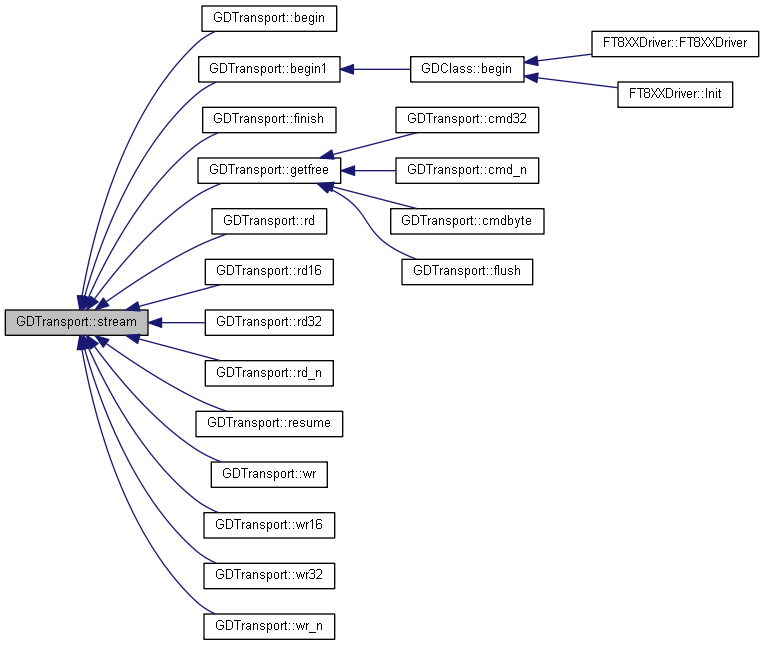 GDTransport::begin
FT8XXDriver::FT8XXDriver
GDTransport::begin1
GDClass::begin
FT8XXDriver::Init
GDTransport::finish
GDTransport::cmd32
GDTransport::getfree
GDTransport::cmd_n
GDTransport::rd
GDTransport::cmdbyte
GDTransport::rd16
GDTransport::flush
GDTransport::stream
GDTransport::rd32
GDTransport::rd_n
GDTransport::resume
GDTransport::wr
GDTransport::wr16
GDTransport::wr32
GDTransport::wr_n